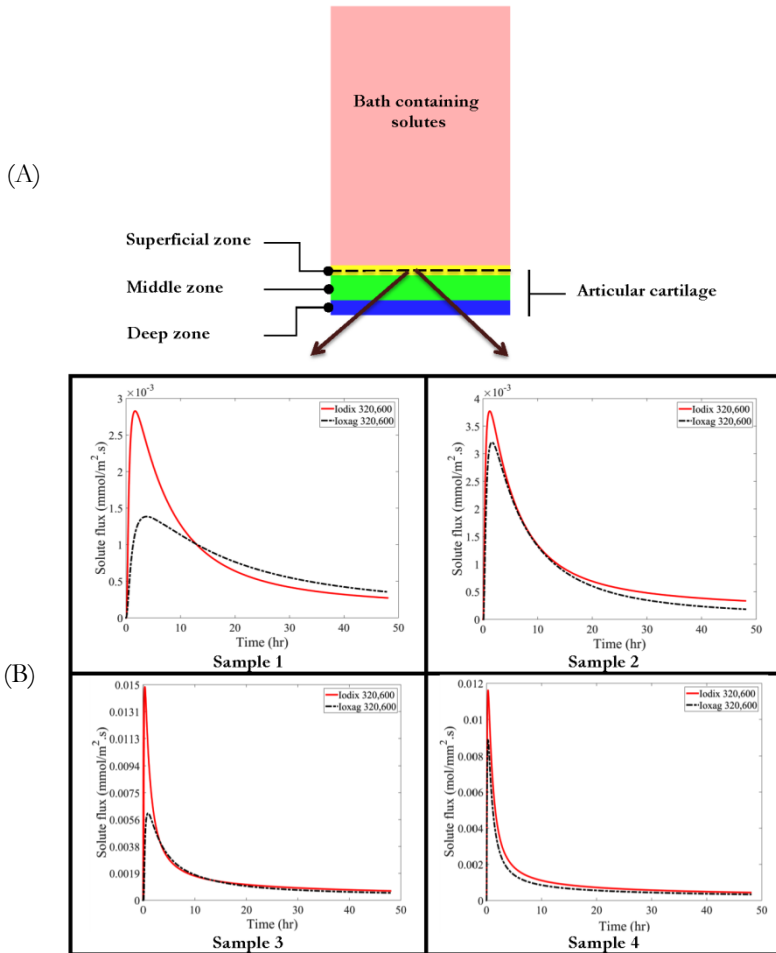 (A)
Bath containing
solutes
Superficial zone
Middle zone
Deep zone
Articular cartilage
(B)
×10⁻³
Solute flux (mmol/m².s)
3
2.5
2
1.5
1
0.5
0
0 10 20 30 40 50
Time (hr)
Iodix 320,600
Ioxag 320,600
Sample 1
×10⁻³
Solute flux (mmol/m².s)
4
3.5
3
2.5
2
1.5
1
0.5
0
0 10 20 30 40 50
Time (hr)
Iodix 320,600
Ioxag 320,600
Sample 2
Solute flux (mmol/m².s)
0.015
0.0131
0.0113
0.0094
0.0075
0.0056
0.0038
0.0019
0
0 10 20 30 40 50
Time (hr)
Iodix 320,600
Ioxag 320,600
Sample 3
Solute flux (mol/m².s)
0.012
0.01
0.008
0.006
0.004
0.002
0
0 10 20 30 40 50
Time (hr)
Iodix 320,600
Ioxag 320,600
Sample 4